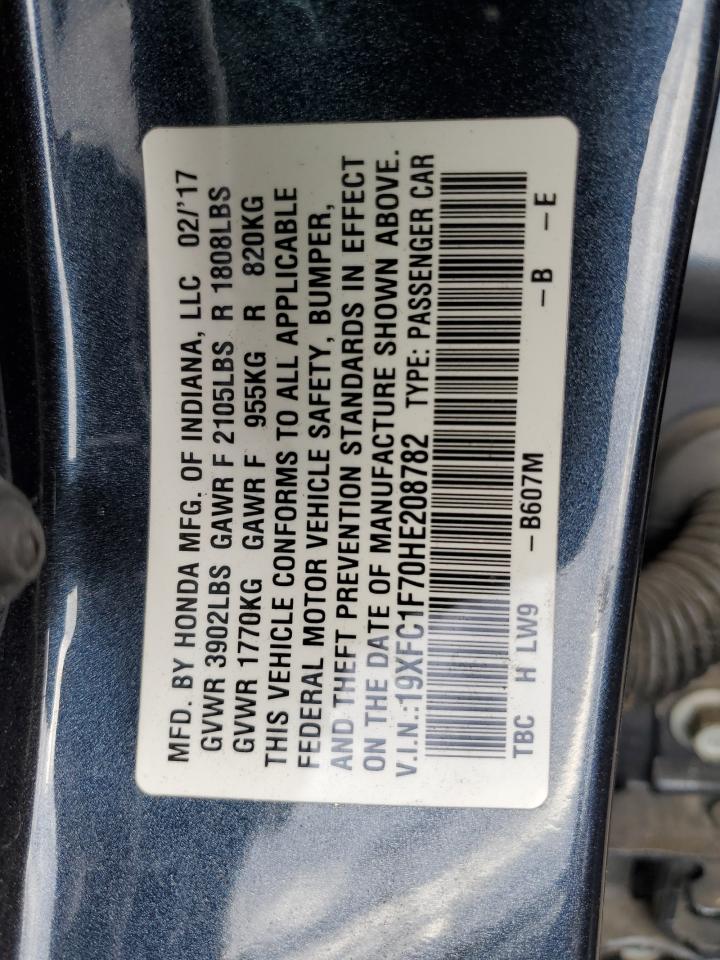 MFD. BY HONDA MFG. OF INDIANA, LLC 02/'17
GVWR 3902LBS GAWR F 2105LBS R 1808LBS
GVWR 1770KG GAWR F 955KG R 820KG
THIS VEHICLE CONFORMS TO ALL APPLICABLE
FEDERAL MOTOR VEHICLE SAFETY, BUMPER,
AND THEFT PREVENTION STANDARDS IN EFFECT
ON THE DATE OF MANUFACTURE SHOWN ABOVE.
V.I.N.:19XFC1F70HE208782 TYPE: PASSENGER CAR
TBC H LW9 –B607M –B –E